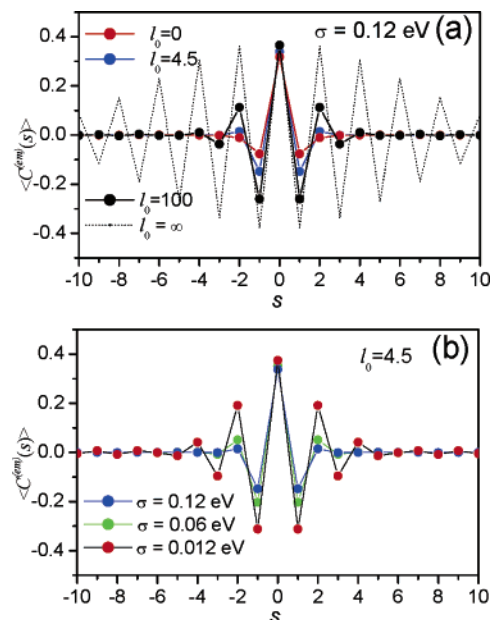 l₀=0
l₀=4.5
σ = 0.12 eV (a)
0.4
0.2
0.0
-0.2
-0.4
<C^(em)(s)>
l₀=100
l₀ = ∞
-10 -8 -6 -4 -2 0 2 4 6 8 10
s
l₀=4.5 (b)
0.4
0.2
0.0
-0.2
-0.4
<C^(em)(s)>
σ = 0.12 eV
σ = 0.06 eV
σ = 0.012 eV
-10 -8 -6 -4 -2 0 2 4 6 8 10
s